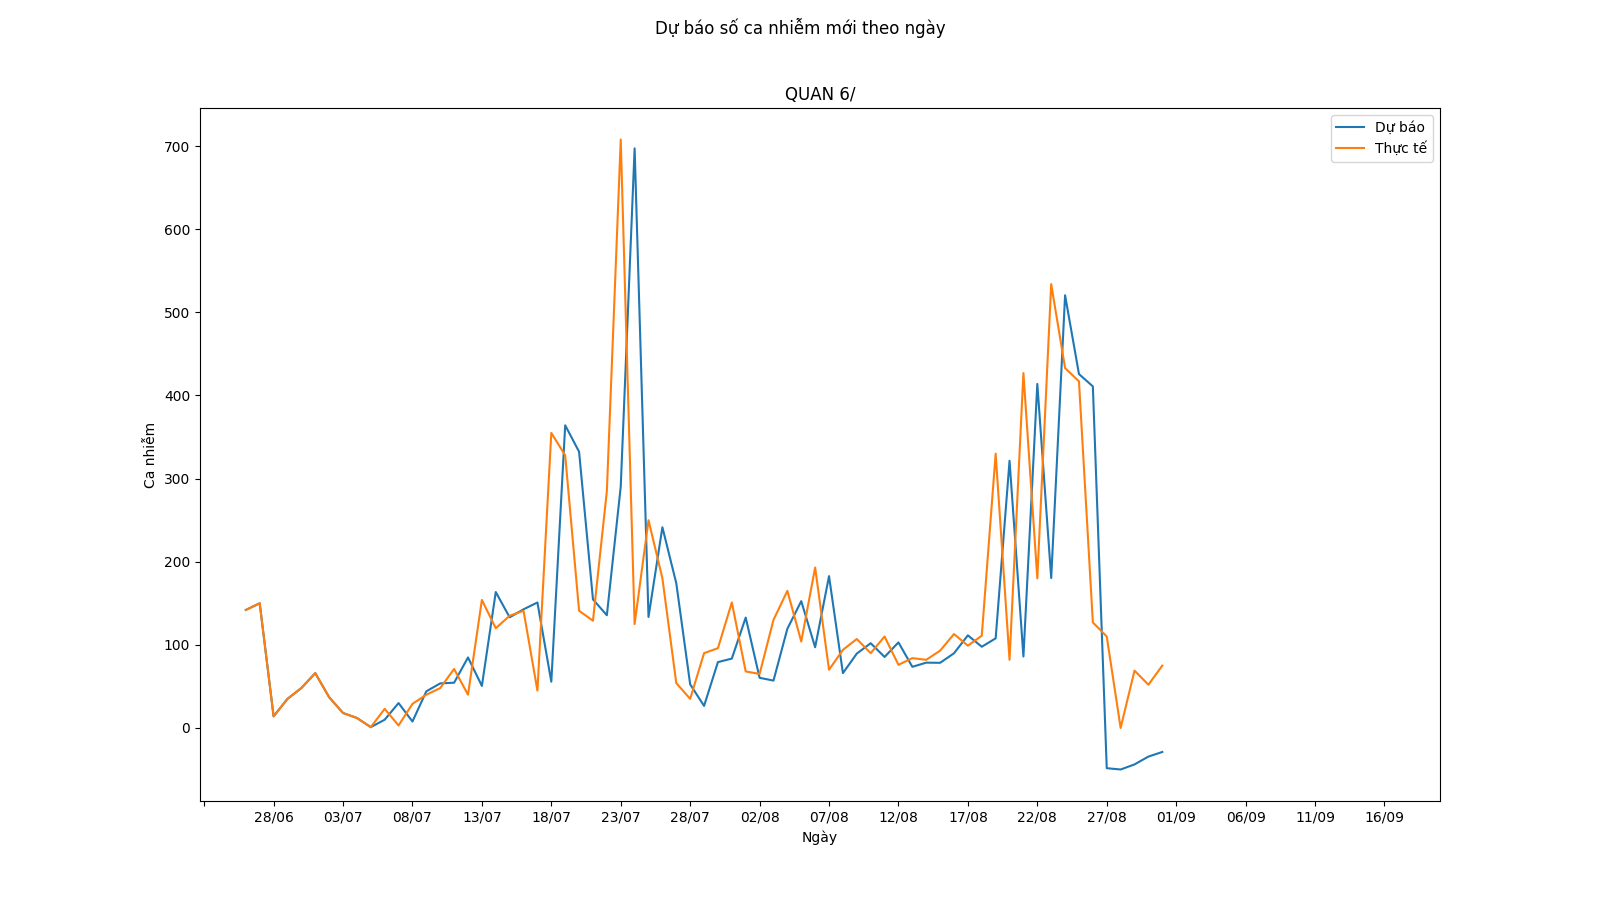 Dự báo số ca nhiễm mới theo ngày
QUAN 6/
Dự báo
Thực tế
700
600
500
400
300
200
100
0
Ca nhiễm
28/06 03/07 08/07 13/07 18/07 23/07 28/07 02/08 07/08 12/08 17/08 22/08 27/08 01/09 06/09 11/09 16/09
Ngày